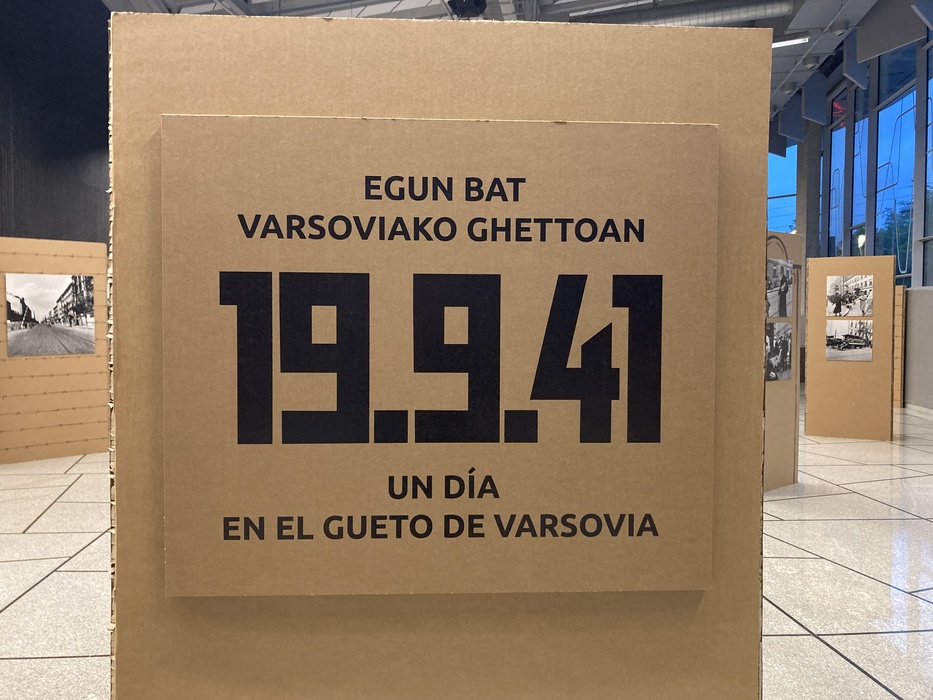 EGUN BAT
VARSOVIAKO GHETTOAN
19.9.41
UN DÍA
EN EL GUETO DE VARSOVIA